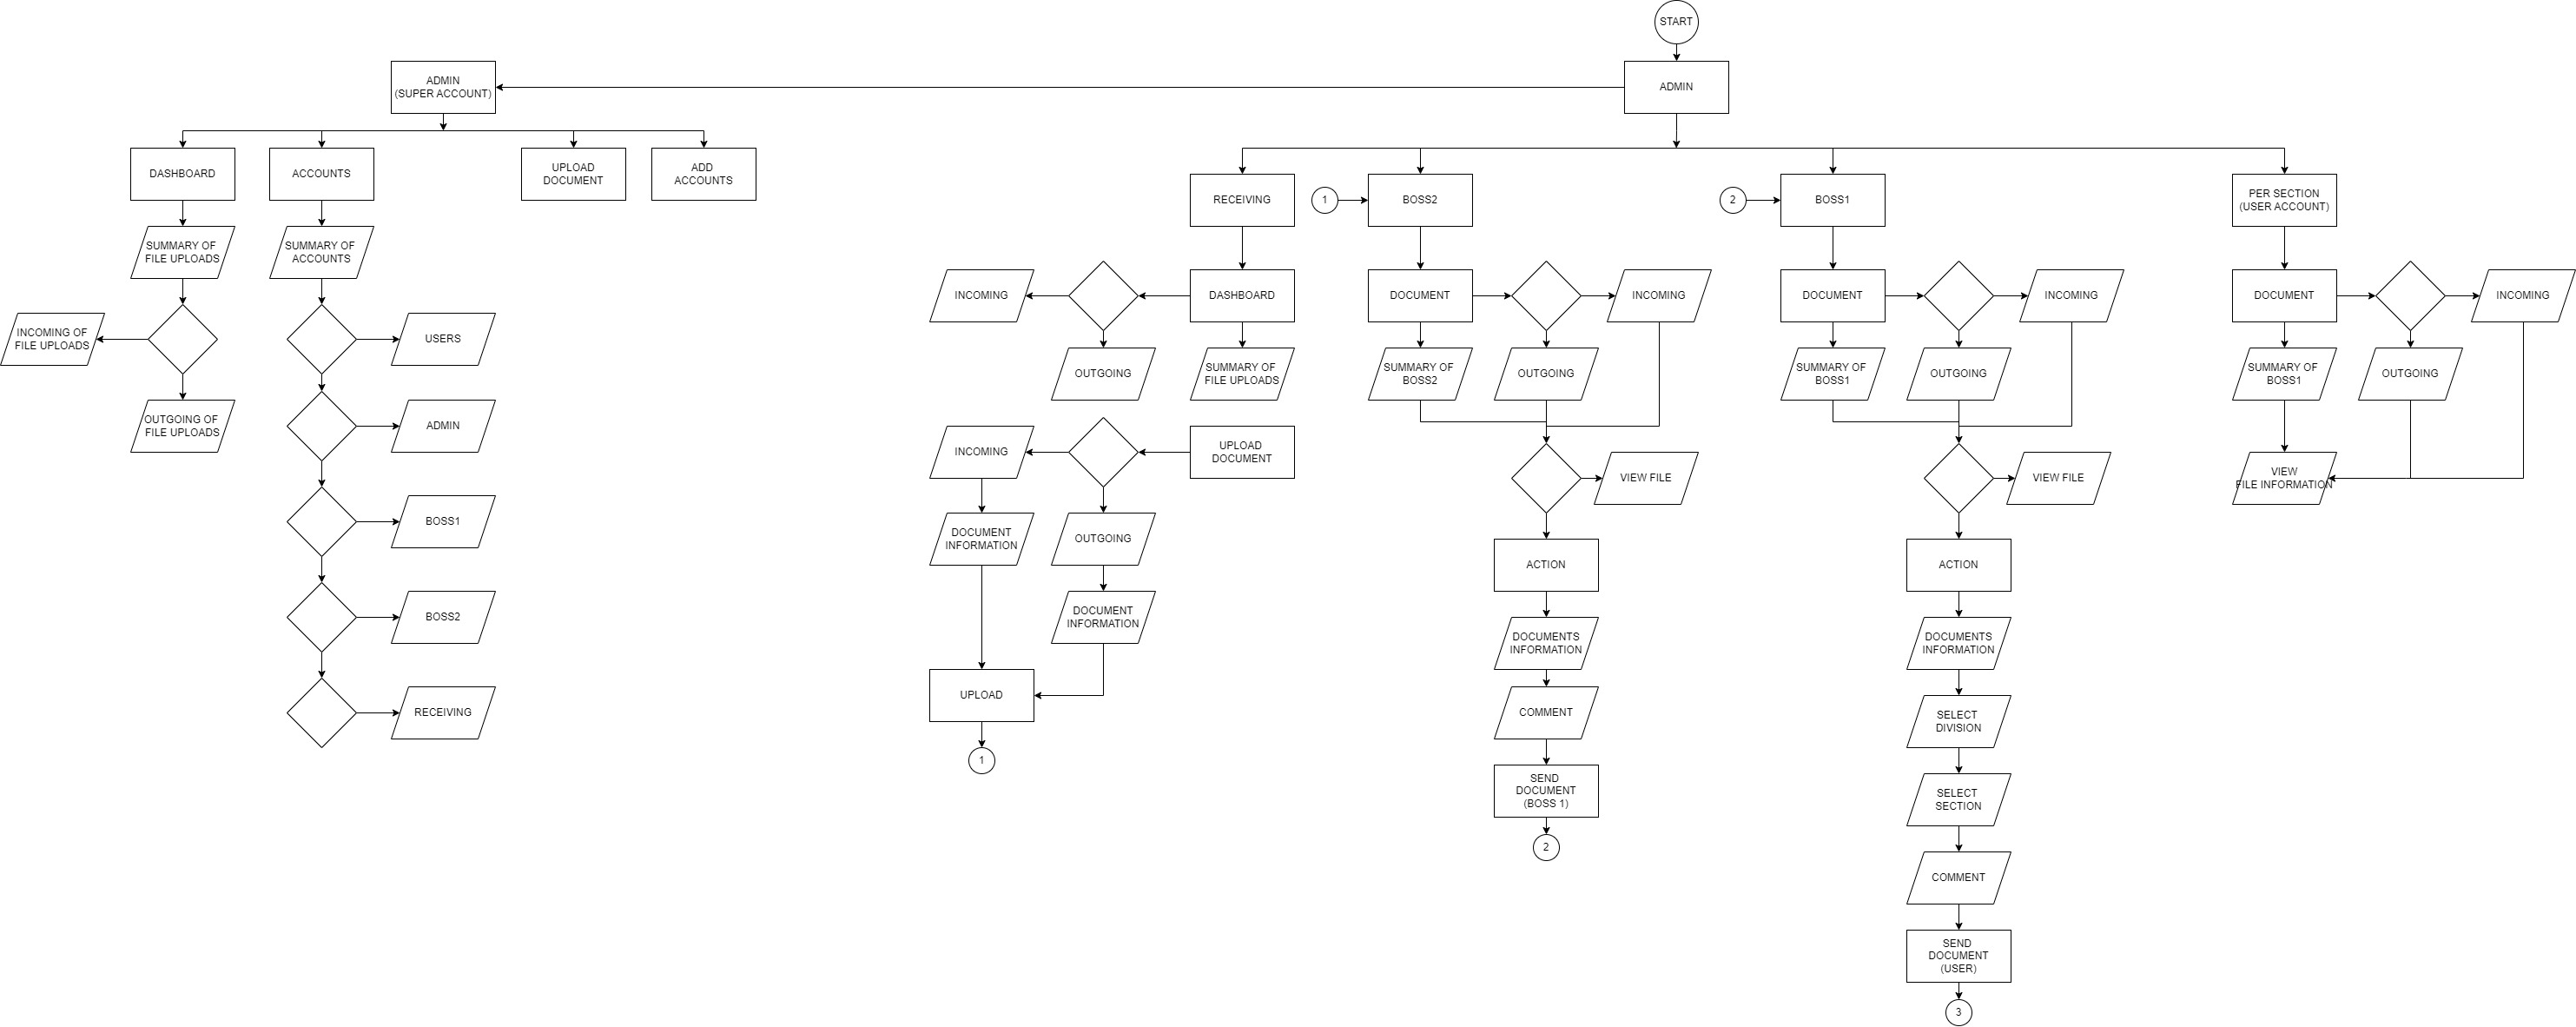 START
ADMIN
ADMIN
(SUPER ACCOUNT)
DASHBOARD
ACCOUNTS
UPLOAD
DOCUMENT
ADD
ACCOUNTS
SUMMARY OF
FILE UPLOADS
SUMMARY OF
ACCOUNTS
INCOMING OF
FILE UPLOADS
OUTGOING OF
FILE UPLOADS
USERS
ADMIN
BOSS1
BOSS2
RECEIVING
RECEIVING
DASHBOARD
INCOMING
OUTGOING
SUMMARY OF
FILE UPLOADS
UPLOAD
DOCUMENT
INCOMING
OUTGOING
DOCUMENT
INFORMATION
DOCUMENT
INFORMATION
UPLOAD
1
1
BOSS2
DOCUMENT
INCOMING
SUMMARY OF
BOSS2
OUTGOING
VIEW FILE
ACTION
DOCUMENTS
INFORMATION
COMMENT
SEND
DOCUMENT
(BOSS 1)
2
2
BOSS1
DOCUMENT
INCOMING
SUMMARY OF
BOSS1
OUTGOING
VIEW FILE
ACTION
DOCUMENTS
INFORMATION
SELECT
DIVISION
SELECT
SECTION
COMMENT
SEND
DOCUMENT
(USER)
3
PER SECTION
(USER ACCOUNT)
DOCUMENT
INCOMING
SUMMARY OF
BOSS1
OUTGOING
VIEW
FILE INFORMATION